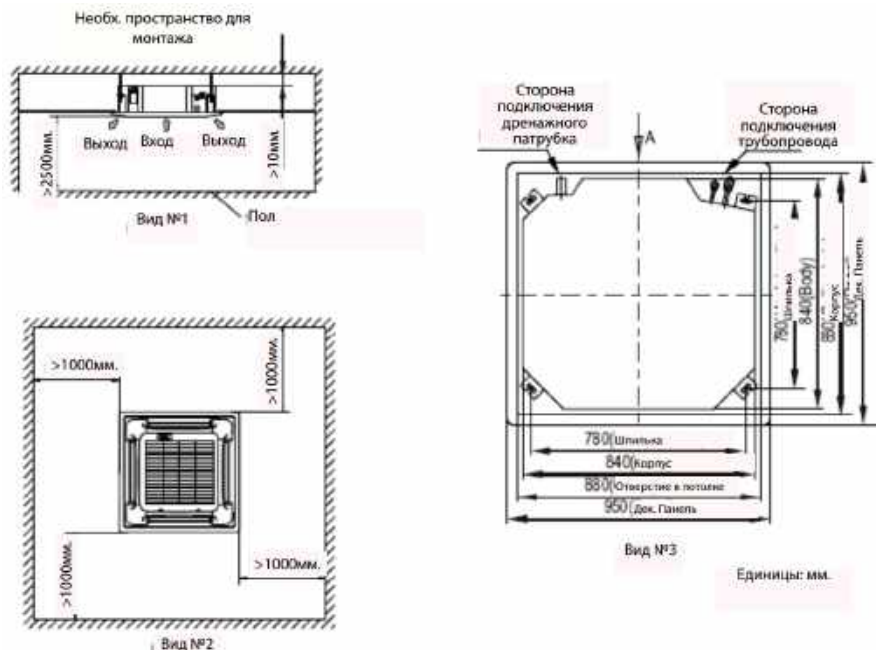 Необх. пространство для
монтажа
Выход Вход Выход
>2500мм.
>10мм.
Вид №1
Пол
>1000мм.
>1000мм.
>1000мм.
>1000мм.
Вид №2
Сторона
подключения
дренажного
патрубка
А
Сторона
подключения
трубопровода
780(Шпилька
840(Body)
880(Корпус
950(Дек. Панель
780(Шпилька
840(Корпус
880(Отверстие в потолке
950(Дек. Панель
Вид №3
Единицы: мм.